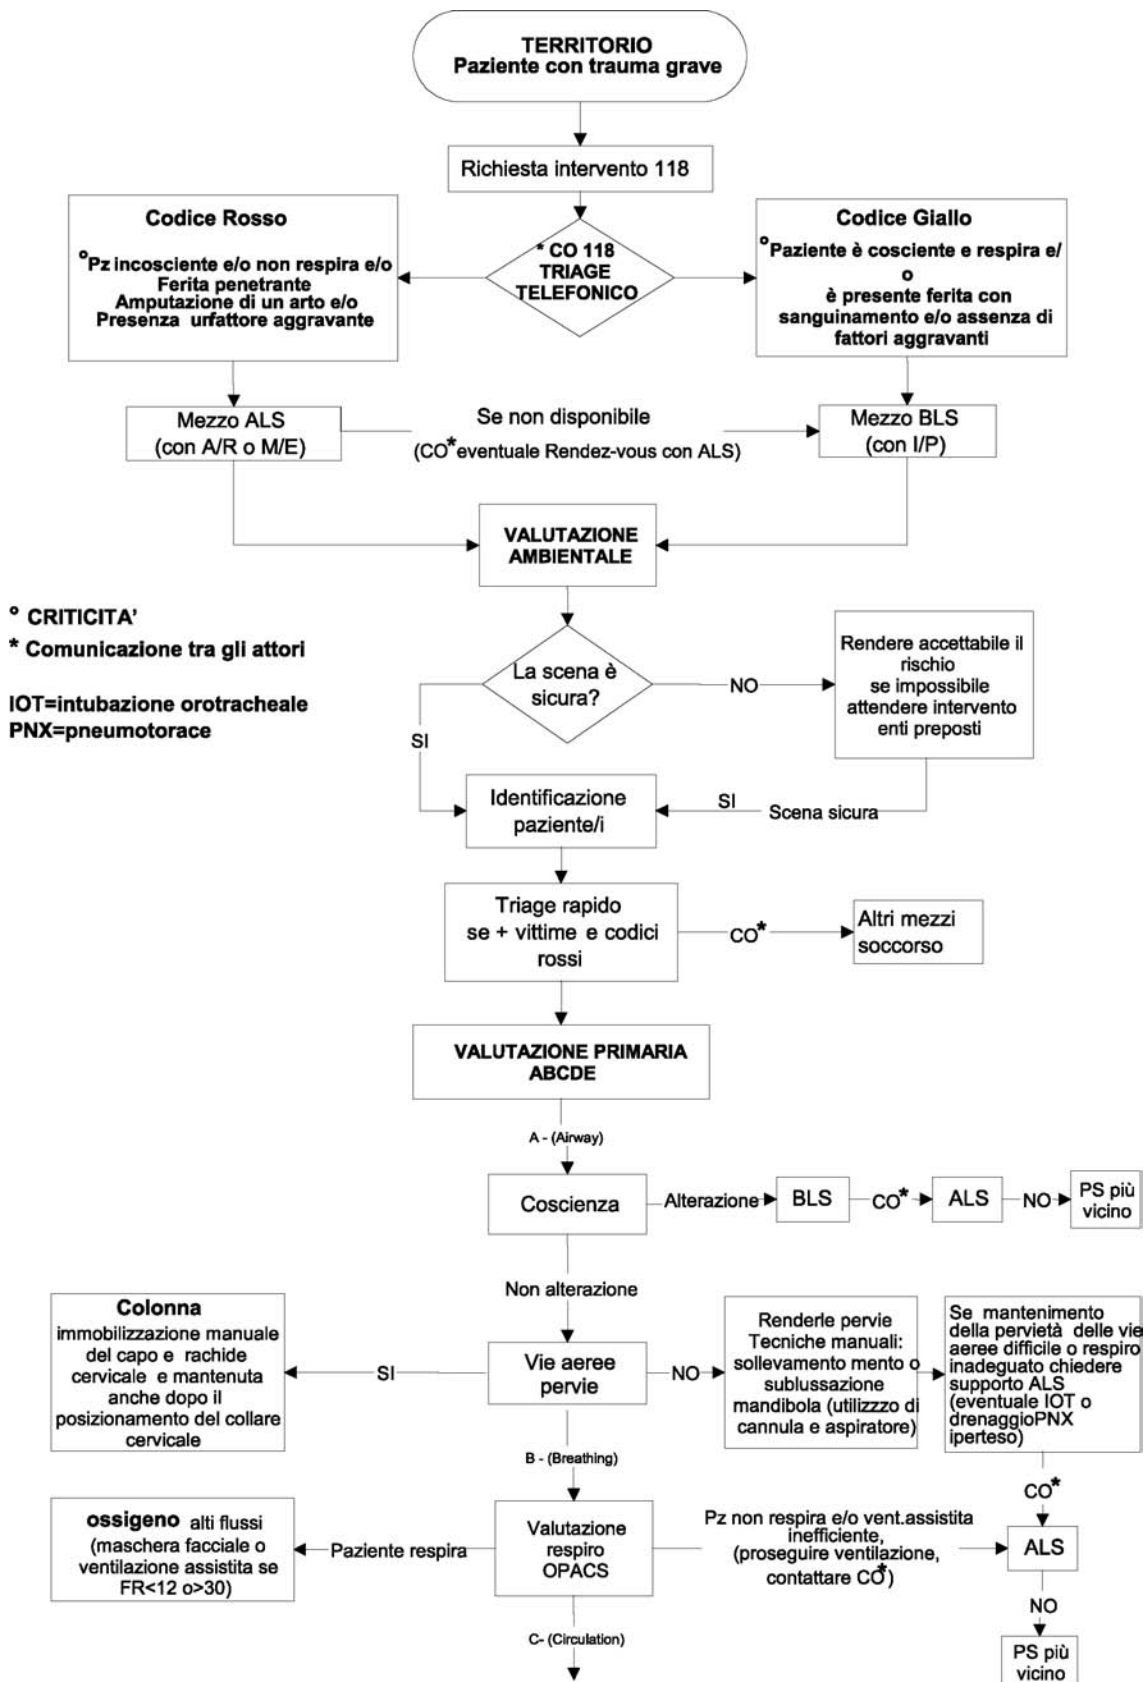 TERRITORIO
Paziente con trauma grave
Richiesta intervento 118
Codice Rosso
°Pz incosciente e/o non respira e/o
Ferita penetrante
Amputazione di un arto e/o
Presenza urfattore aggravante
* CO 118
TRIAGE
TELEFONICO
Codice Giallo
°Paziente è cosciente e respira e/
o
è presente ferita con
sanguinamento e/o assenza di
fattori aggravanti
Mezzo ALS
(con A/R o M/E)
Se non disponibile
(CO* eventuale Rendez-vous con ALS)
Mezzo BLS
(con I/P)
VALUTAZIONE
AMBIENTALE
° CRITICITA'
* Comunicazione tra gli attori
IOT=intubazione orotracheale
PNX=pneumotorace
La scena è
sicura?
NO
Rendere accettabile il
rischio
se impossibile
attendere intervento
enti preposti
SI
Identificazione
paziente/i
SI
Scena sicura
Triage rapido
se + vittime e codici
rossi
CO*
Altri mezzi
soccorso
VALUTAZIONE PRIMARIA
ABCDE
A - (Airway)
Coscienza
Alterazione
BLS
CO*
ALS
NO
PS più
vicino
Non alterazione
Colonna
immobilizzazione manuale
del capo e rachide
cervicale e mantenuta
anche dopo il
posizionamento del collare
cervicale
SI
Vie aeree
pervie
NO
Renderle pervie
Tecniche manuali:
sollevamento mento o
sublussazione
mandibola (utilizzzo di
cannula e aspiratore)
Se mantenimento
della pervietà delle vie
aeree difficile o respiro
inadeguato chiedere
supporto ALS
(eventuale IOT o
drenaggioPNX
iperteso)
B - (Breathing)
CO*
ossigeno alti flussi
(maschera facciale o
ventilazione assistita se
FR<12 o>30)
Paziente respira
Valutazione
respiro
OPACS
Pz non respira e/o vent.assistita
inefficiente,
(proseguire ventilazione,
contattare CO*)
ALS
NO
PS più
vicino
C- (Circulation)